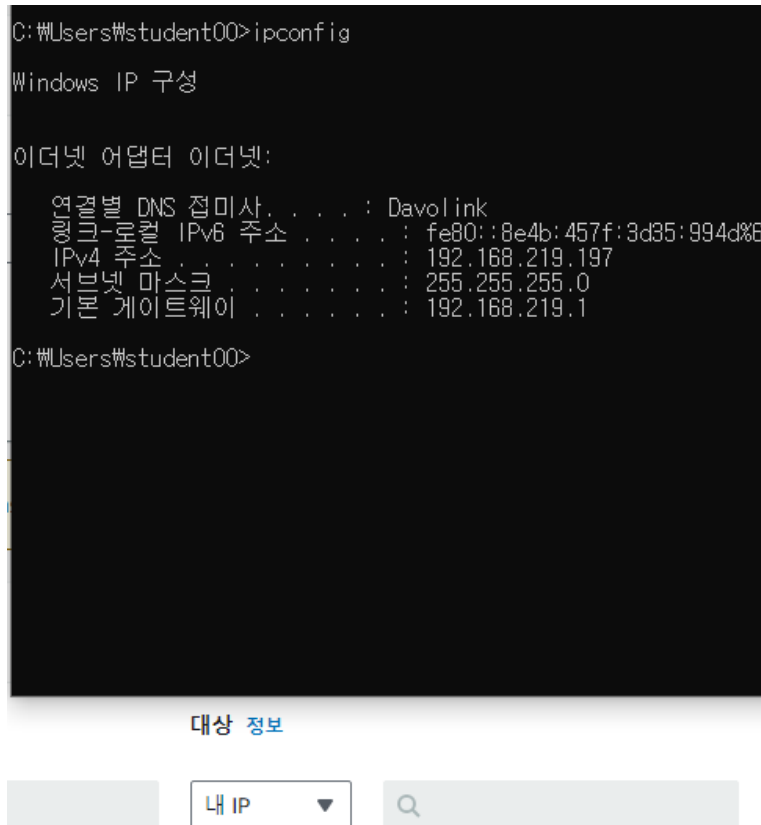 C:₩Users₩student00>ipconfig
Windows IP 구성
이더넷 어댑터 이더넷:
연결별 DNS 접미사. . . . : Davolink
링크-로컬 IPv6 주소 . . . . : fe80::8e4b:457f:3d35:994d%
IPv4 주소 . . . . . . . . . : 192.168.219.197
서브넷 마스크 . . . . . . . : 255.255.255.0
기본 게이트웨이 . . . . . . : 192.168.219.1
C:₩Users₩student00>
대상 정보
내 IP